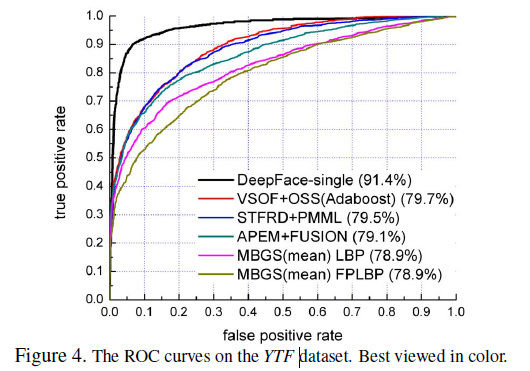 1.0
0.9
0.8
0.7
0.6
0.5
0.4
0.3
0.2
0.1
0.0
true positive rate
DeepFace-single (91.4%)
VSOF+OSS(Adaboost) (79.7%)
STFRD+PMML (79.5%)
APEM+FUSION (79.1%)
MBGS(mean) LBP (78.9%)
MBGS(mean) FPLBP (78.9%)
0.0 0.1 0.2 0.3 0.4 0.5 0.6 0.7 0.8 0.9 1.0
false positive rate
Figure 4. The ROC curves on the YTF dataset. Best viewed in color.